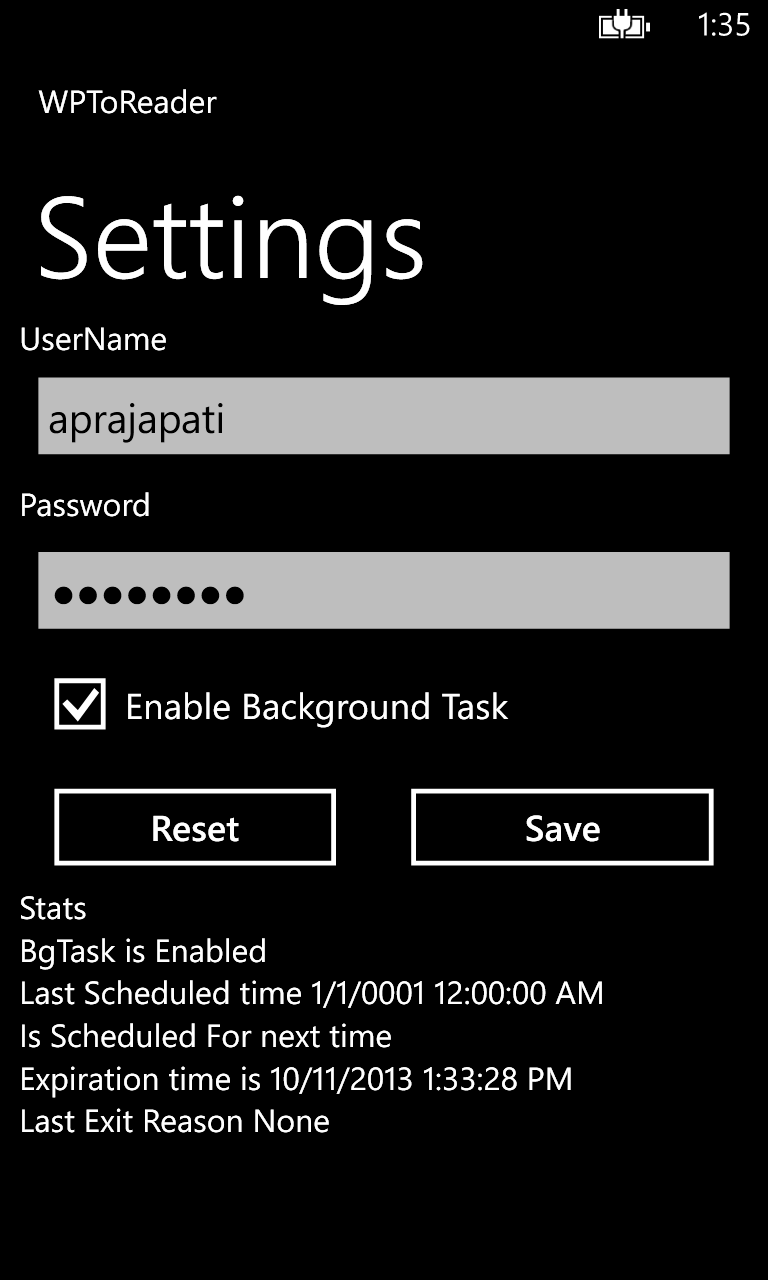 1:35
WPToReader
Settings
UserName
aprajapati
Password
●●●●●●●●
Enable Background Task
Reset Save
Stats
BgTask is Enabled
Last Scheduled time 1/1/0001 12:00:00 AM
Is Scheduled For next time
Expiration time is 10/11/2013 1:33:28 PM
Last Exit Reason None